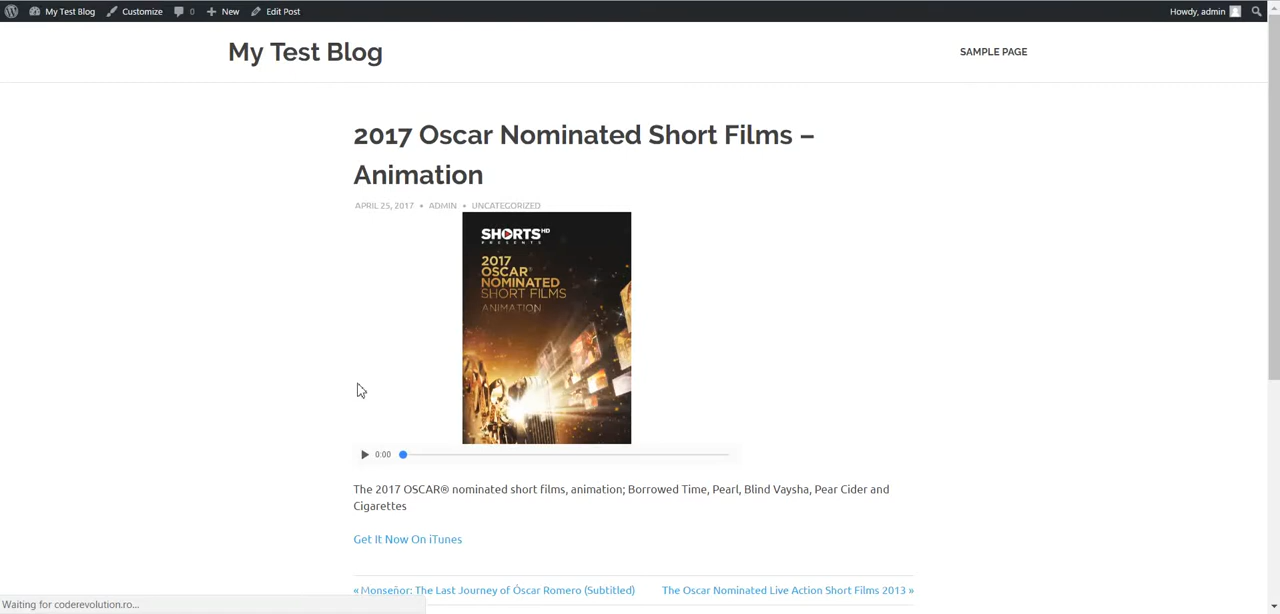 My Test Blog Customize 0 New Edit Post Howdy, admin
My Test Blog
SAMPLE PAGE
2017 Oscar Nominated Short Films –
Animation
APRIL 25, 2017 • ADMIN • UNCATEGORIZED
SHORTS HD
PRESENTS
2017
OSCAR®
NOMINATED
SHORT FILMS
ANIMATION
0:00
The 2017 OSCAR® nominated short films, animation; Borrowed Time, Pearl, Blind Vaysha, Pear Cider and
Cigarettes
Get It Now On iTunes
« Monseñor: The Last Journey of Óscar Romero (Subtitled) The Oscar Nominated Live Action Short Films 2013 »
Waiting for coderevolution.ro...